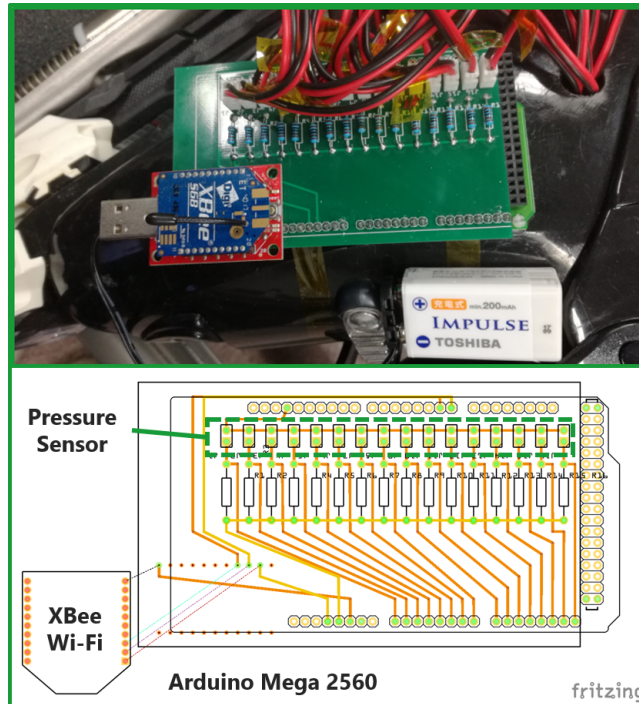 XBee
S6B
Digi
充電式 min.200mAh
IMPULSE
TOSHIBA
Pressure
Sensor
R1 R2 R4 R5 R6 R7 R8 R9 R10 R11 R12 R13 R14 R15 R16
XBee
Wi-Fi
Arduino Mega 2560
fritzing